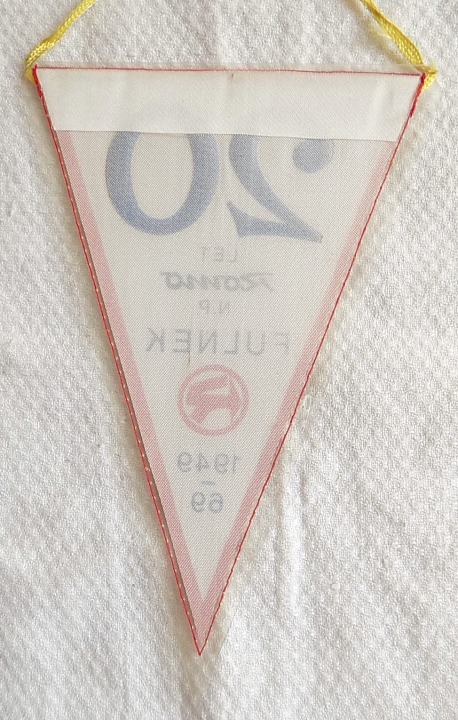 20
LET
Romo
N.P.
FULNEK
1949
–
69